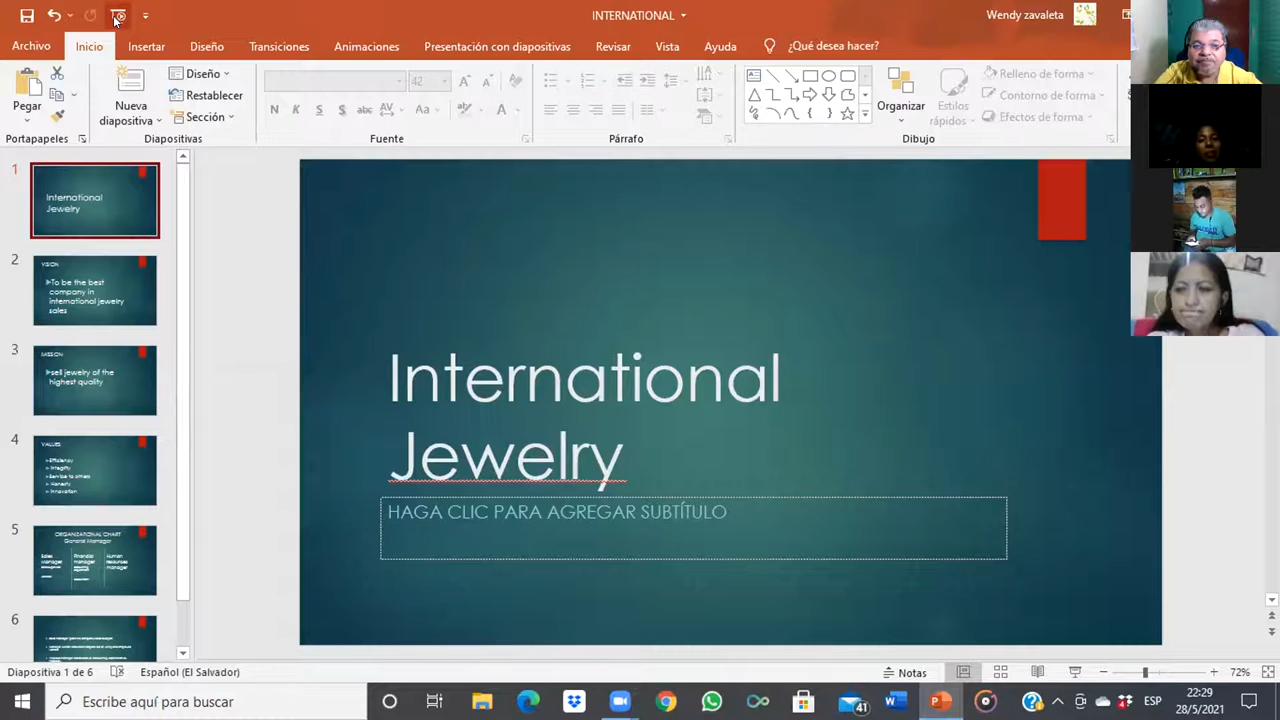 INTERNATIONAL
Wendy zavaleta
Archivo
Inicio
Insertar
Diseño
Transiciones
Animaciones
Presentación con diapositivas
Revisar
Vista
Ayuda
¿Qué desea hacer?
Pegar
Nueva
diapositiva
Diseño
Restablecer
Sección
42
N
K
S
S
abc
AV
Aa
Organizar
Estilos
rápidos
Relleno de forma
Contorno de forma
Efectos de forma
Portapapeles
Diapositivas
Fuente
Párrafo
Dibujo
1
International
Jewelry
2
VISION
To be the best
company in
international jewelry
sales
3
MISSION
sell jewelry of the
highest quality
4
VALUES
Efficiency
Integrity
Service to others
Honesty
Innovation
5
ORGANIZATIONAL CHART
General Manager
Sales
Manager
Financial
manager
Human
resources
manager
6
International
Jewelry
HAGA CLIC PARA AGREGAR SUBTÍTULO
Diapositiva 1 de 6
Español (El Salvador)
Notas
72%
Escribe aquí para buscar
41
ESP
22:29
28/5/2021